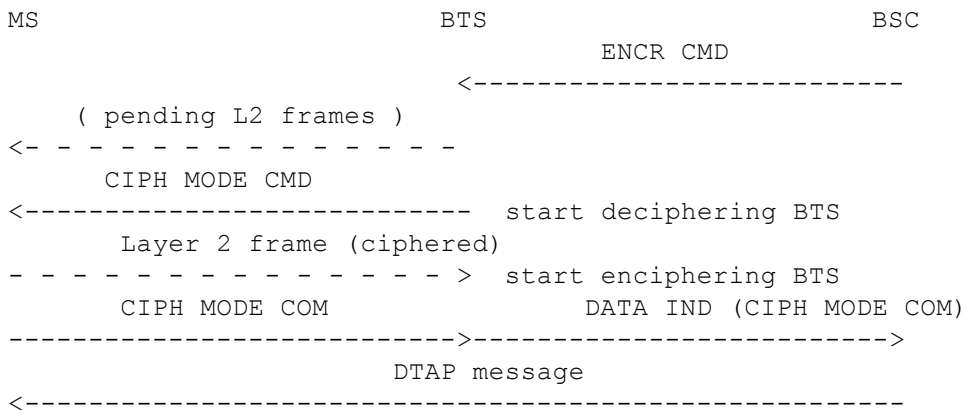 MS BTS BSC
ENCR CMD
<---------------------------
( pending L2 frames )
<- - - - - - - - - - - - - -
CIPH MODE CMD
<---------------------------- start deciphering BTS
Layer 2 frame (ciphered)
- - - - - - - - - - - - - - > start enciphering BTS
CIPH MODE COM DATA IND (CIPH MODE COM)
---------------------------->-------------------------->
DTAP message
<-------------------------------------------------------